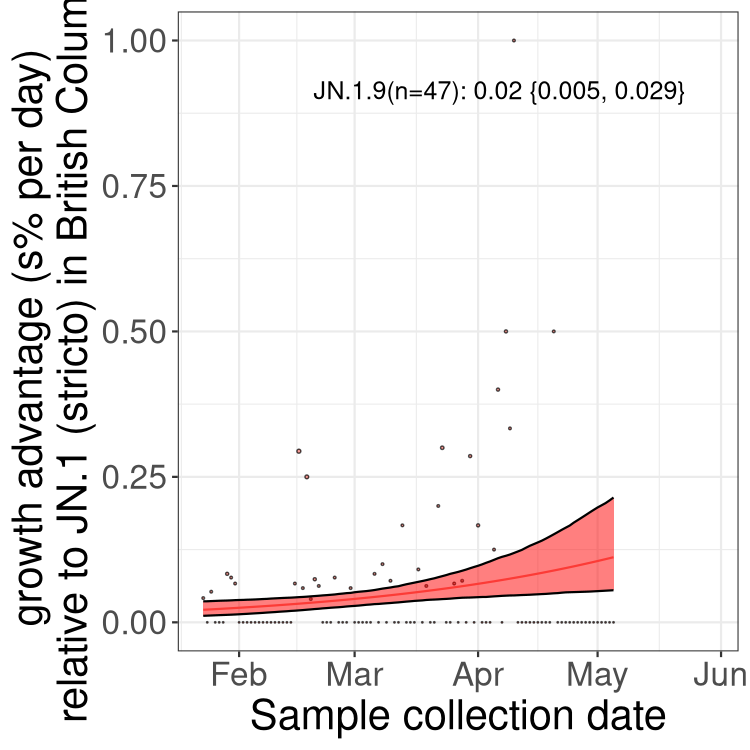 growth advantage (s% per day)
relative to JN.1 (stricto) in British Colum
1.00
0.75
0.50
0.25
0.00
JN.1.9(n=47): 0.02 {0.005, 0.029}
Feb
Mar
Apr
May
Jun
Sample collection date